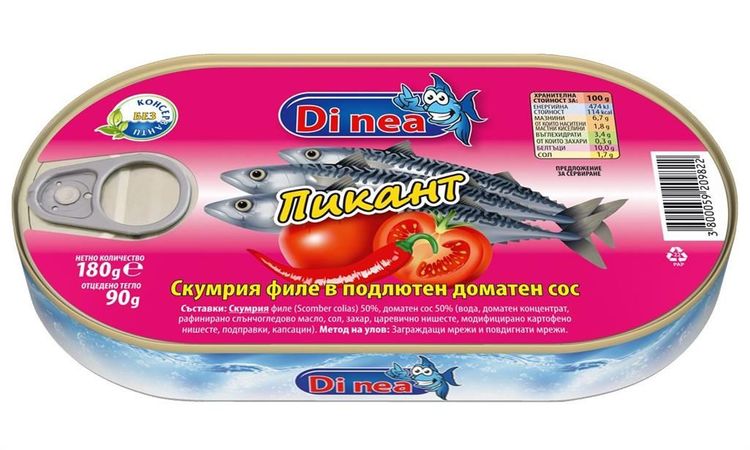 БЕЗ
КОНСЕРВАНТИ
Di nea
ХРАНИТЕЛНА
СТОЙНОСТ ЗА: 100 g
ЕНЕРГИЙНА 474 kJ
СТОЙНОСТ 114 kcal
МАЗНИНИ 6,7 g
ОТ КОИТО НАСИТЕНИ
МАСТНИ КИСЕЛИНИ 1,8 g
ВЪГЛЕХИДРАТИ 3,4 g
ОТ КОИТО ЗАХАРИ 0,3 g
БЕЛТЪЦИ 10,0 g
СОЛ 1,7 g
ПРЕДЛОЖЕНИЕ
ЗА СЕРВИРАНЕ
3800059209822
PAP
Пикант
НЕТНО КОЛИЧЕСТВО
180g e
ОТЦЕДЕНО ТЕГЛО
90g
Скумрия филе в подлютен доматен сос
Съставки: Скумрия филе (Scomber colias) 50%, доматен сос 50% (вода, доматен концентрат,
рафинирано слънчогледово масло, сол, захар, царевично нишесте, модифицирано картофено
нишесте, подправки, капсацин). Метод на улов: Заграждащи мрежи и повдигнати мрежи.
Di nea